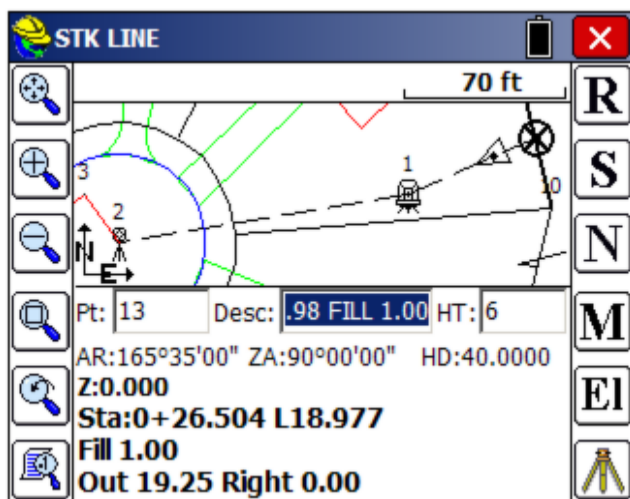 STK LINE
70 ft
R
S
N
M
El
1
10
3
2
N
E
Pt: 13 Desc: .98 FILL 1.00 HT: 6
AR:165°35'00" ZA:90°00'00" HD:40.0000
Z:0.000
Sta:0+26.504 L18.977
Fill 1.00
Out 19.25 Right 0.00